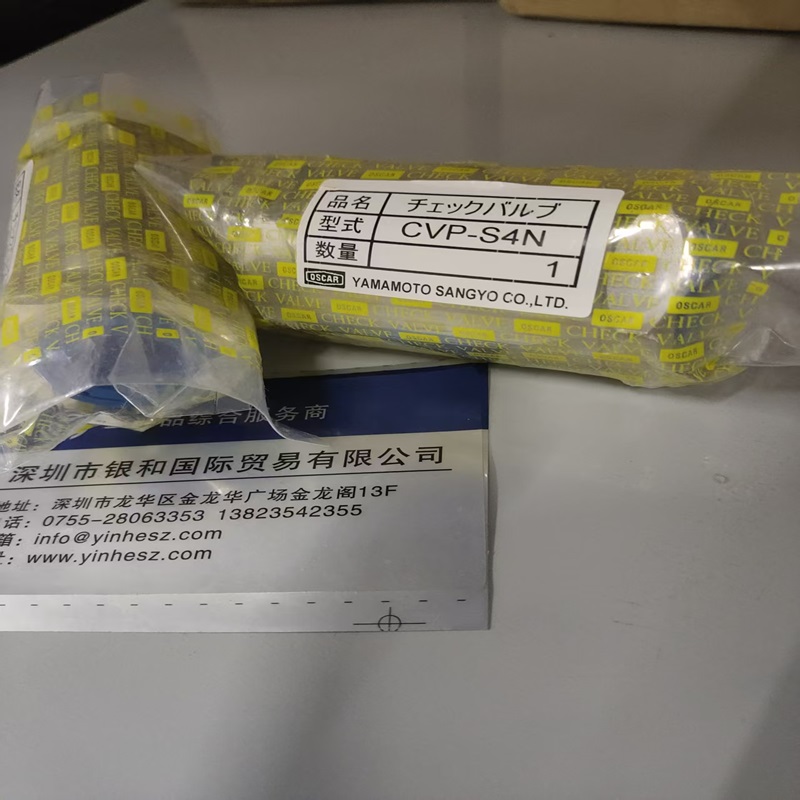 品名 チェックバルブ
型式 CVP-S4N
数量 1
OSCAR YAMAMOTO SANGYO CO.,LTD.
OSCAR
CHECK VALVE
品综合服务商
深圳市银和国际贸易有限公司
地址：深圳市龙华区金龙华广场金龙阁13F
话：0755-28063353 13823542355
箱：info@yinhesz.com
址：www.yinhesz.com